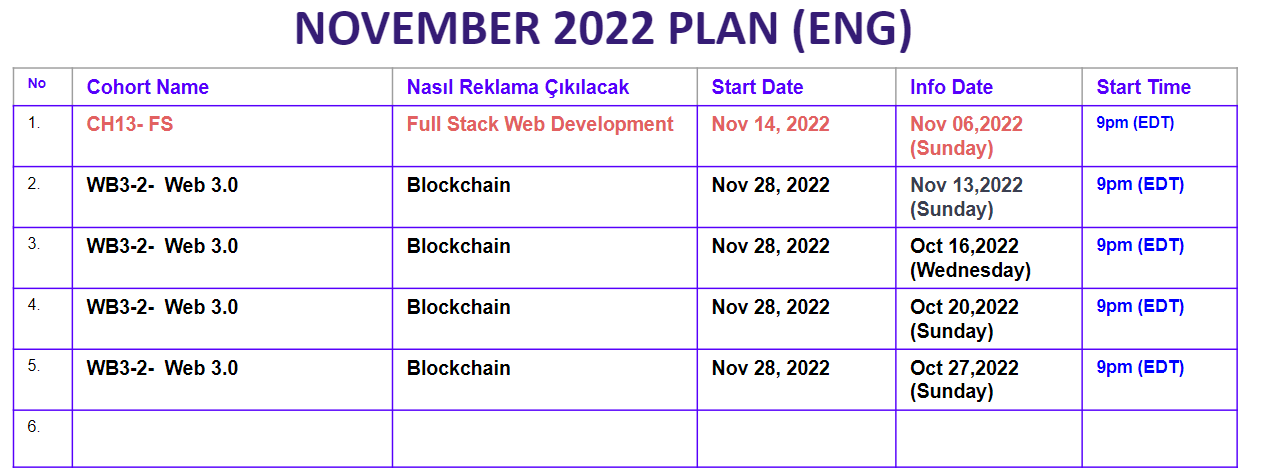 NOVEMBER 2022 PLAN (ENG)
No Cohort Name Nasıl Reklama Çıkılacak Start Date Info Date Start Time
1. CH13- FS Full Stack Web Development Nov 14, 2022 Nov 06,2022 9pm (EDT)
(Sunday)
2. WB3-2- Web 3.0 Blockchain Nov 28, 2022 Nov 13,2022 9pm (EDT)
(Sunday)
3. WB3-2- Web 3.0 Blockchain Nov 28, 2022 Oct 16,2022 9pm (EDT)
(Wednesday)
4. WB3-2- Web 3.0 Blockchain Nov 28, 2022 Oct 20,2022 9pm (EDT)
(Sunday)
5. WB3-2- Web 3.0 Blockchain Nov 28, 2022 Oct 27,2022 9pm (EDT)
(Sunday)
6.